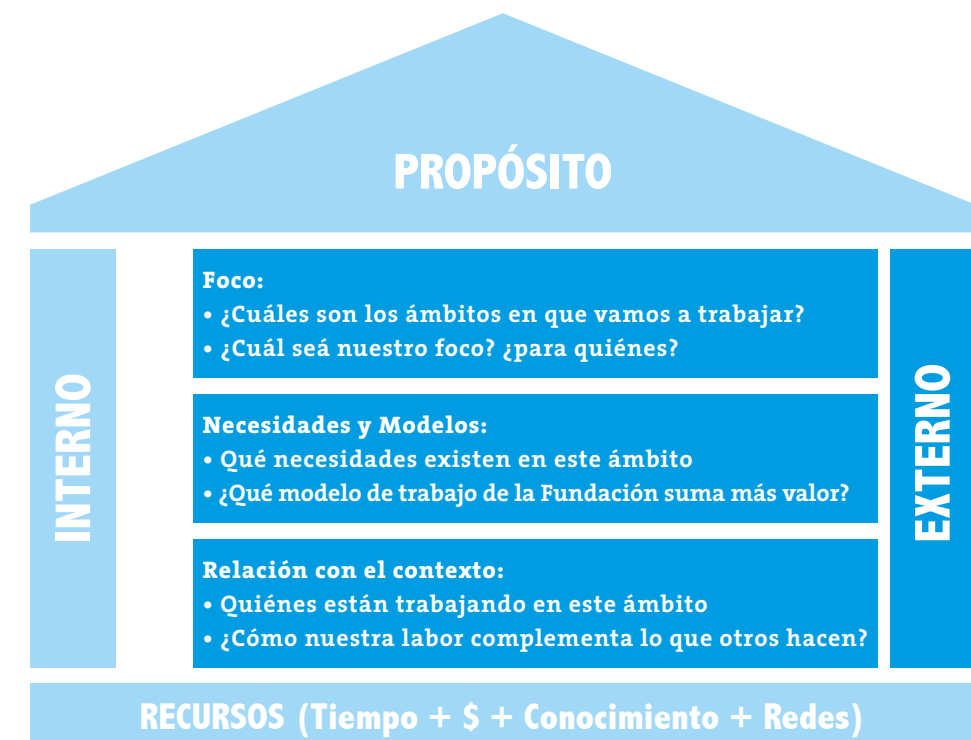 PROPÓSITO
INTERNO
Foco:
• ¿Cuáles son los ámbitos en que vamos a trabajar?
• ¿Cuál seá nuestro foco? ¿para quiénes?
Necesidades y Modelos:
• Qué necesidades existen en este ámbito
• ¿Qué modelo de trabajo de la Fundación suma más valor?
Relación con el contexto:
• Quiénes están trabajando en este ámbito
• ¿Cómo nuestra labor complementa lo que otros hacen?
EXTERNO
RECURSOS (Tiempo + $ + Conocimiento + Redes)